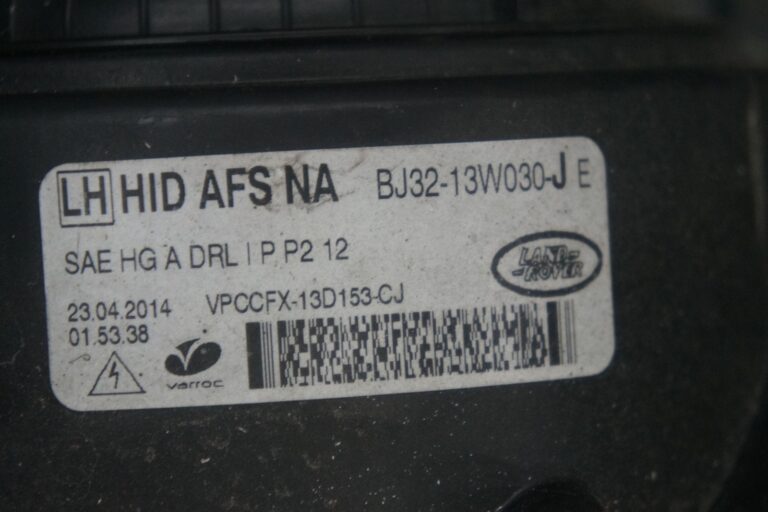 LH HID AFS NA BJ32-13W030-J E
SAE HG A DRL I P P2 12
LAND-
-ROVER
23.04.2014 VPCCFX-13D153-CJ
01.53.38
varroc